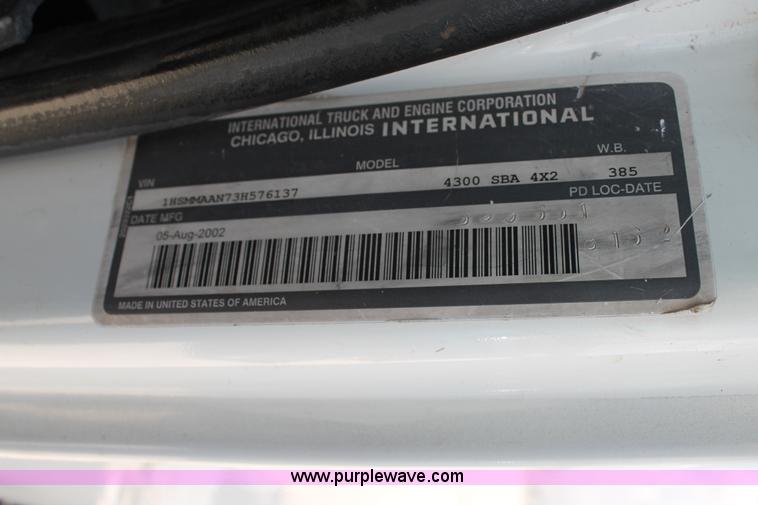 INTERNATIONAL TRUCK AND ENGINE CORPORATION
CHICAGO, ILLINOIS INTERNATIONAL
VIN MODEL W.B.
1HSMMAAN73H576137 4300 SBA 4X2 385
DATE MFG PD LOC-DATE
05-Aug-2002
MADE IN UNITED STATES OF AMERICA
www.purplewave.com